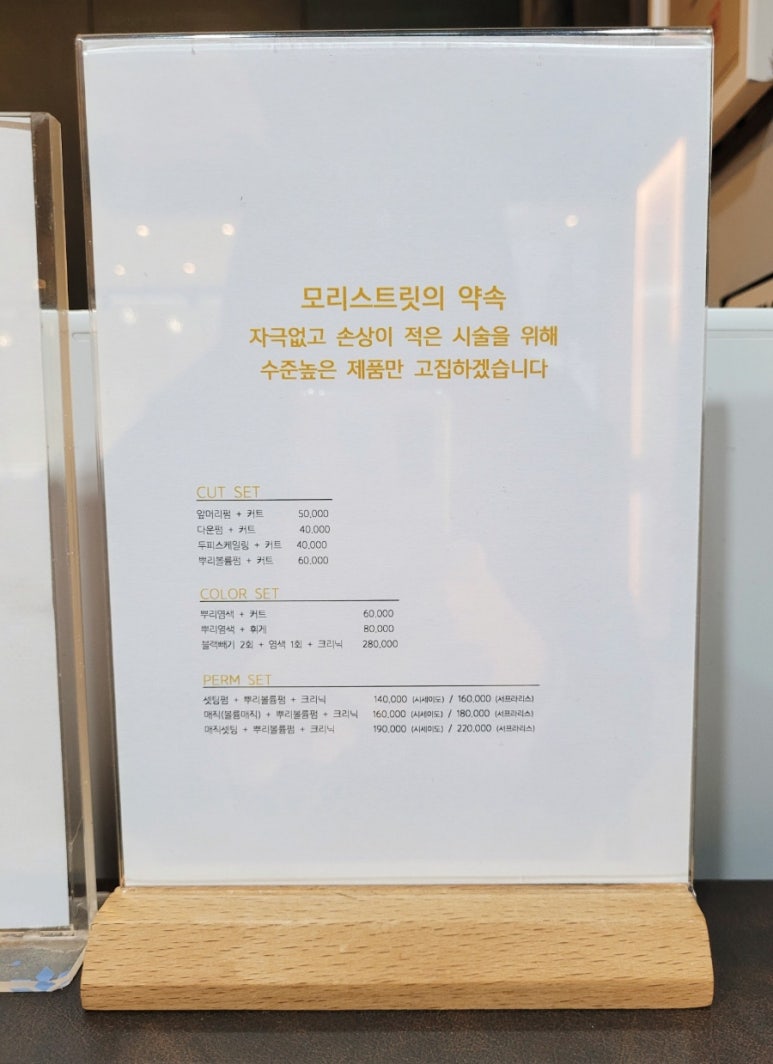 모리스트릿의 약속
자극없고 손상이 적은 시술을 위해
수준높은 제품만 고집하겠습니다
CUT SET
앞머리펌 + 커트 50,000
다운펌 + 커트 40,000
두피스케일링 + 커트 40,000
뿌리볼륨펌 + 커트 60,000
COLOR SET
뿌리염색 + 커트 60,000
뿌리염색 + 휘게 80,000
블랙빼기 2회 + 염색 1회 + 크리닉 280,000
PERM SET
셋팅펌 + 뿌리볼륨펌 + 크리닉 140,000 (시세이도) / 160,000 (서프라리스)
매직(볼륨매직) + 뿌리볼륨펌 + 크리닉 160,000 (시세이도) / 180,000 (서프라리스)
매직셋팅 + 뿌리볼륨펌 + 크리닉 190,000 (시세이도) / 220,000 (서프라리스)